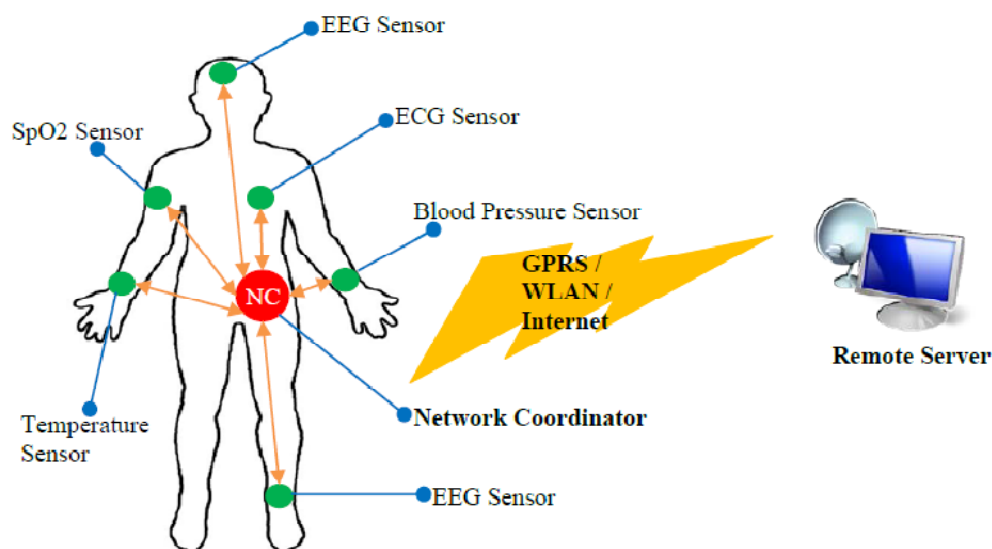 EEG Sensor
ECG Sensor
SpO2 Sensor
Blood Pressure Sensor
GPRS /
WLAN /
Internet
NC
Remote Server
Network Coordinator
Temperature
Sensor
EEG Sensor